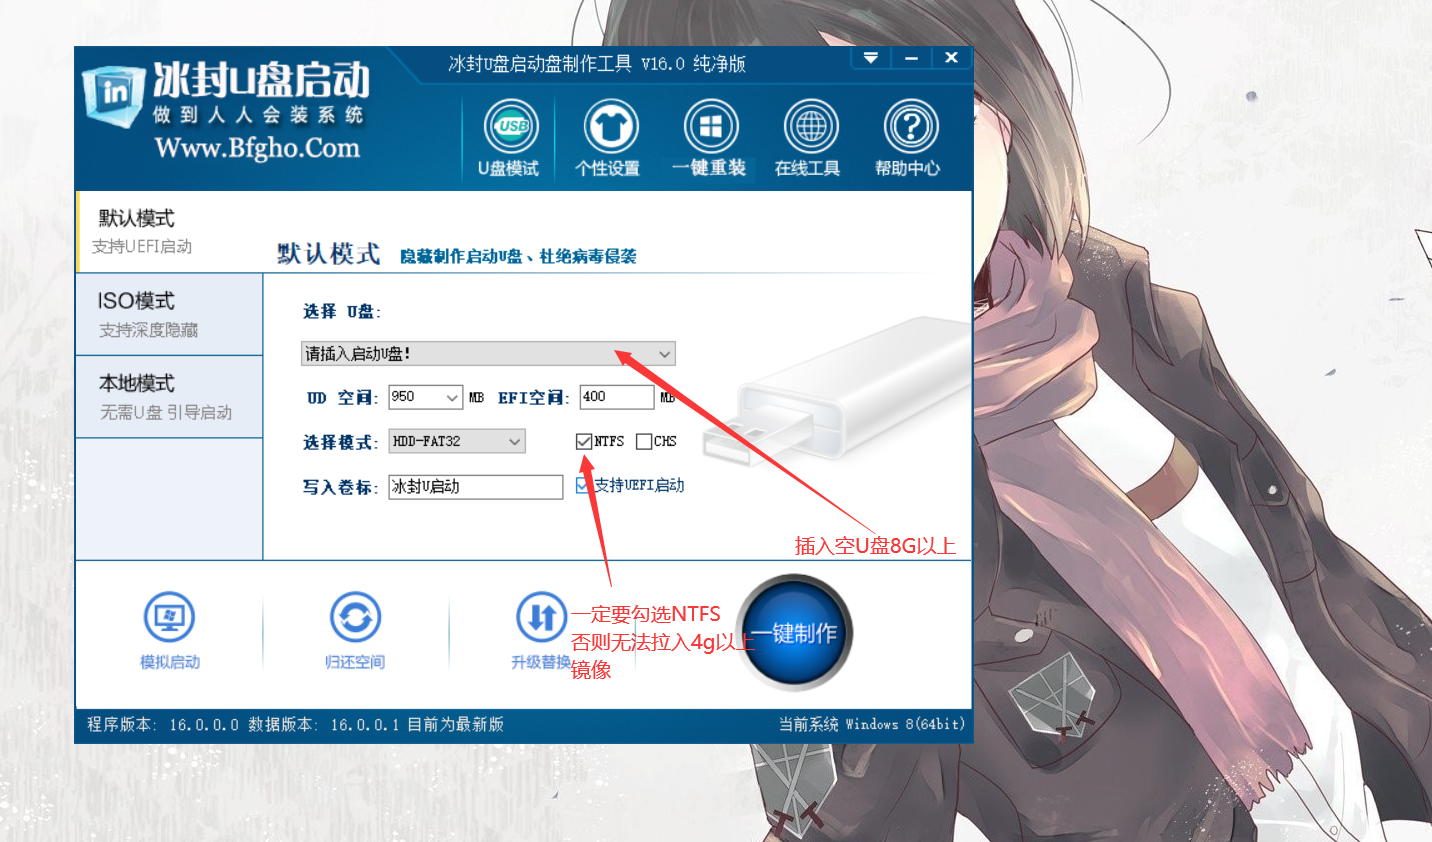 冰封U盘启动盘制作工具 V16.0 纯净版
in
冰封U盘启动
做到人人会装系统
Www.Bfgho.Com
USB
U盘模试
个性设置
一键重装
在线工具
?
帮助中心
默认模式
支持UEFI启动
ISO模式
支持深度隐藏
本地模式
无需U盘 引导启动
默认模式 隐藏制作启动U盘、杜绝病毒侵袭
选择 U盘:
请插入启动U盘!
UD 空间: 950 MB EFI空间: 400 MB
选择模式: HDD-FAT32 NTFS CHS
写入卷标: 冰封U启动 支持UEFI启动
插入空U盘8G以上
一定要勾选NTFS
否则无法拉入4g以上
镜像
模拟启动
归还空间
升级替换
一键制作
程序版本: 16.0.0.0 数据版本: 16.0.0.1 目前为最新版
当前系统 Windows 8(64bit)